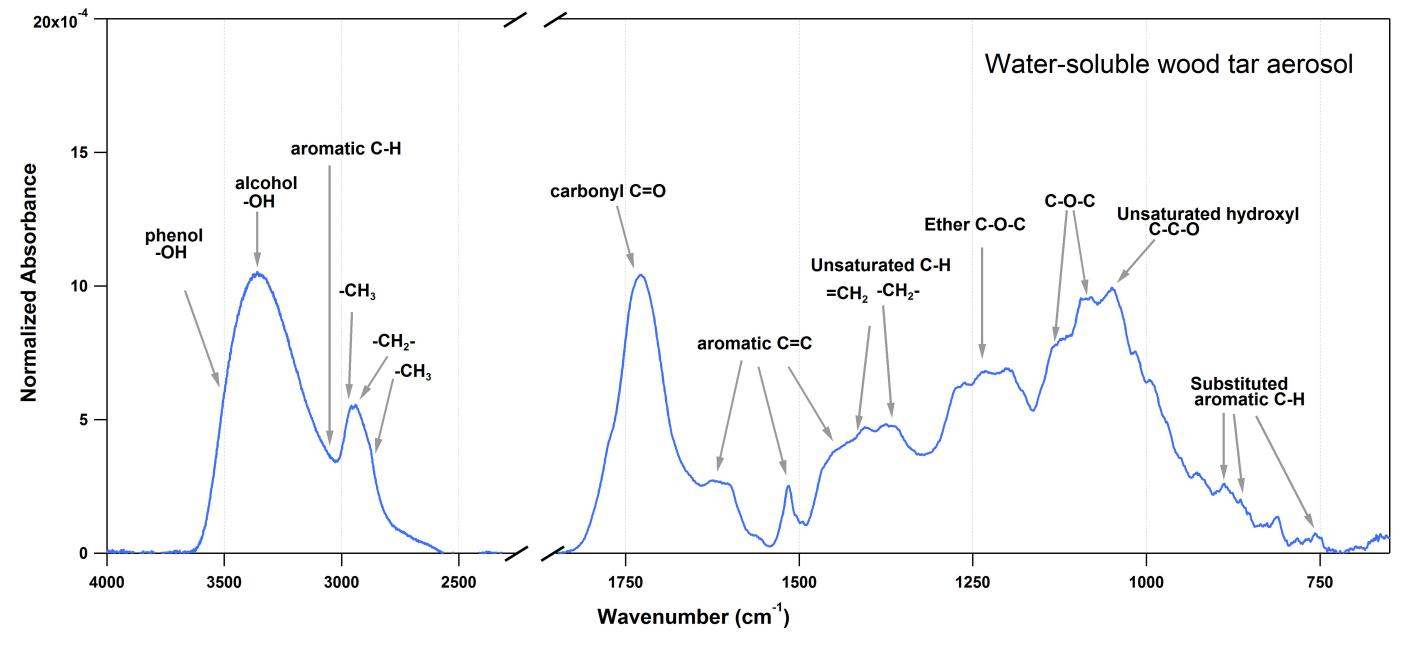 20x10⁻⁴
Water-soluble wood tar aerosol
15
aromatic C-H
alcohol
-OH
carbonyl C=O
C-O-C
Unsaturated hydroxyl
C-C-O
Ether C-O-C
phenol
-OH
Unsaturated C-H
=CH₂ -CH₂-
10
-CH₃
-CH₂-
-CH₃
aromatic C=C
Substituted
aromatic C-H
5
0
Normalized Absorbance
4000 3500 3000 2500 1750 1500 1250 1000 750
Wavenumber (cm⁻¹)